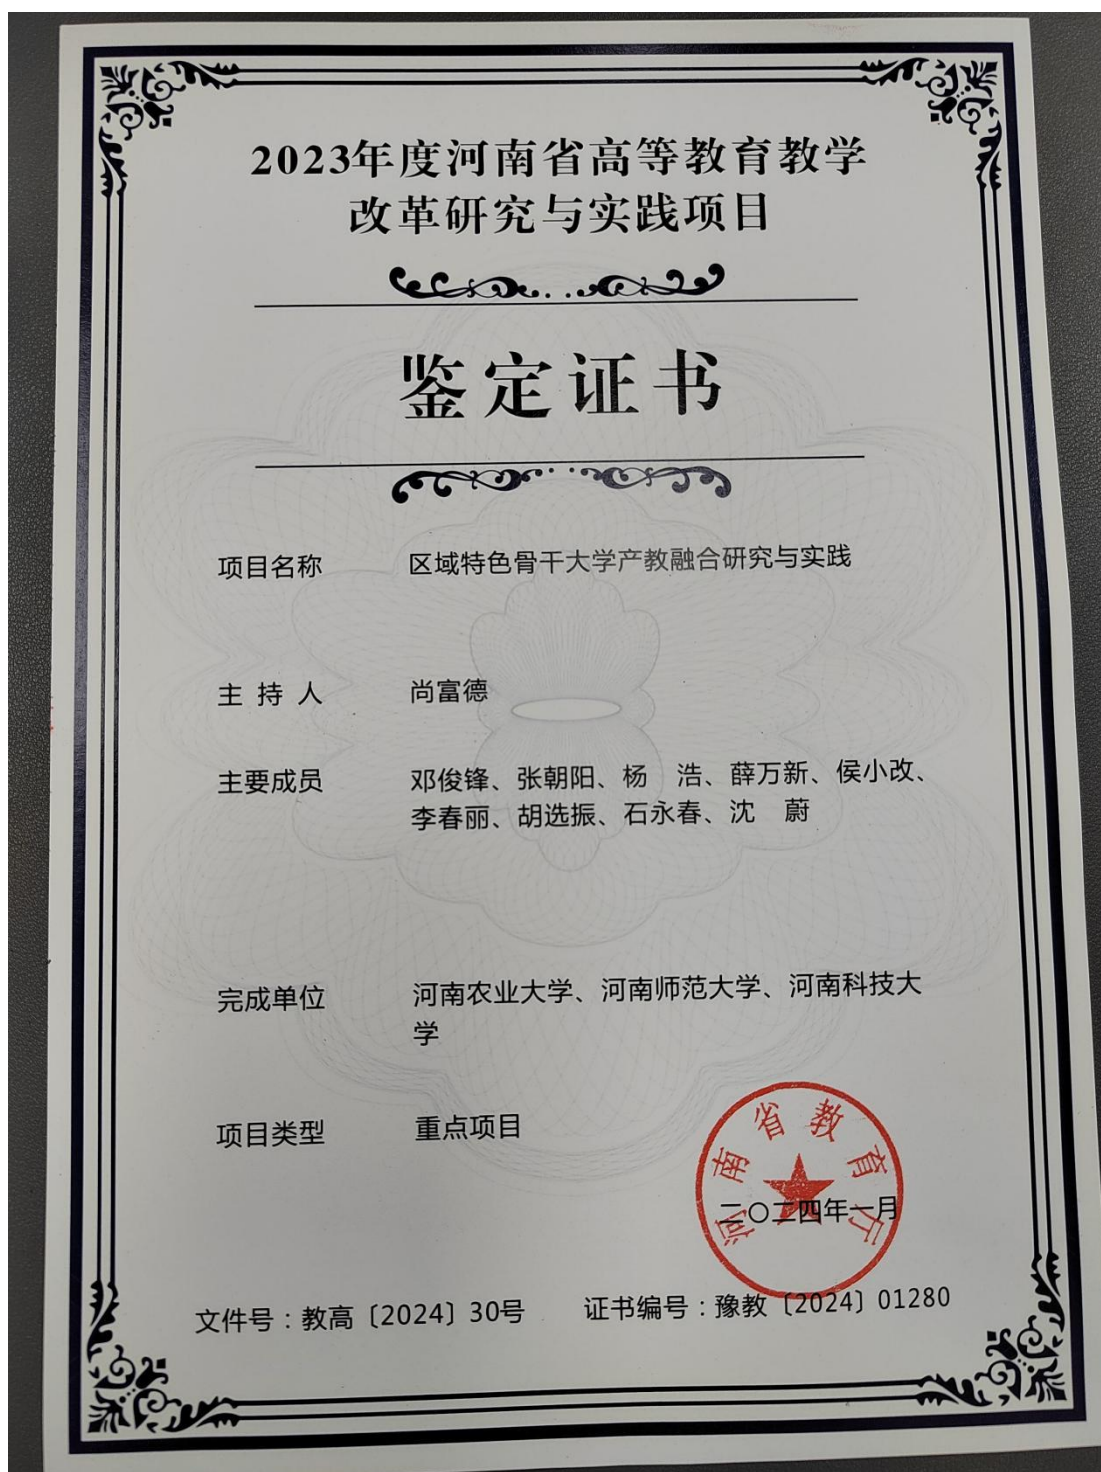 2023年度河南省高等教育教学
改革研究与实践项目
鉴定证书
项目名称 区域特色骨干大学产教融合研究与实践
主 持 人 尚富德
主要成员 邓俊锋、张朝阳、杨　浩、薛万新、侯小改、
李春丽、胡选振、石永春、沈　蔚
完成单位 河南农业大学、河南师范大学、河南科技大
学
项目类型 重点项目
河南省教育厅
二〇二四年一月
文件号：教高〔2024〕30号 证书编号：豫教〔2024〕01280